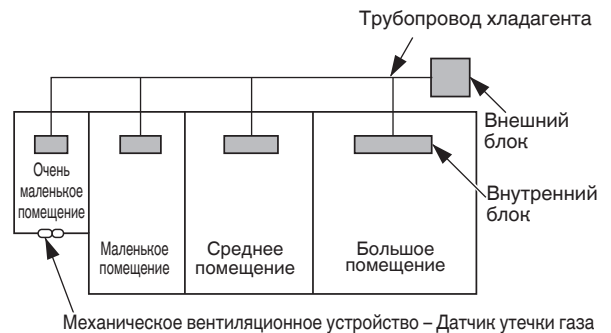 Трубопровод хладагента
Внешний
блок
Внутренний
блок
Очень
маленькое
помещение
Маленькое
помещение
Среднее
помещение
Большое
помещение
Механическое вентиляционное устройство – Датчик утечки газа